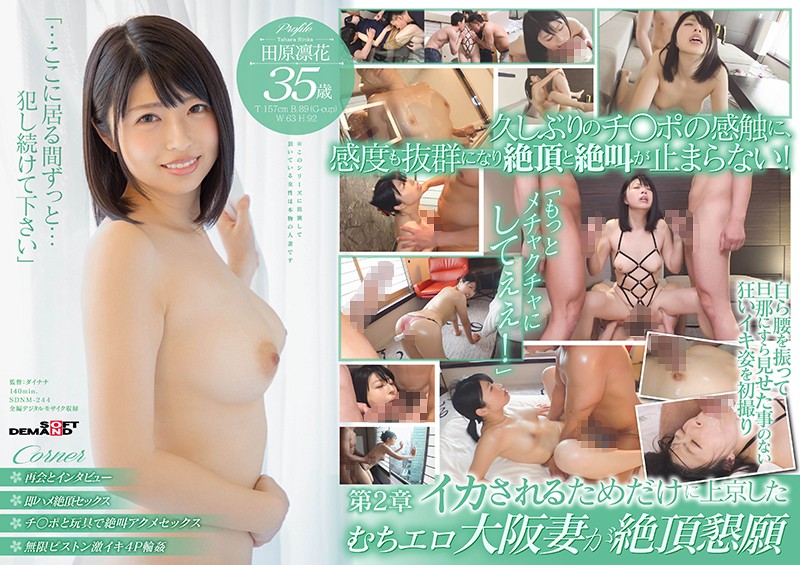 「…ここに居る間ずっと…
犯し続けて下さい」
Profile
Tahara Rinka
田原凛花
35歳
T:157cm B.89(G-cup)
W:63 H:92
※このシリーズに出演して
頂いている女性は本物の人妻です
監督:ダイナナ
140min.
SDNM-244
全編デジタルモザイク収録
SOFT
DEMAND
Corner
再会とインタビュー
即ハメ絶頂セックス
チ○ポと玩具で絶叫アクメセックス
無限ピストン激イキ4P輪姦
久しぶりのチ○ポの感触に、
感度も抜群になり絶頂と絶叫が止まらない!
「もっと
メチャクチャに
してぇぇ!」
自ら腰を振って
旦那にすら見せた事のない
狂いイキ姿を初撮り
第2章 イカされるためだけに上京した
むちエロ大阪妻が絶頂懇願